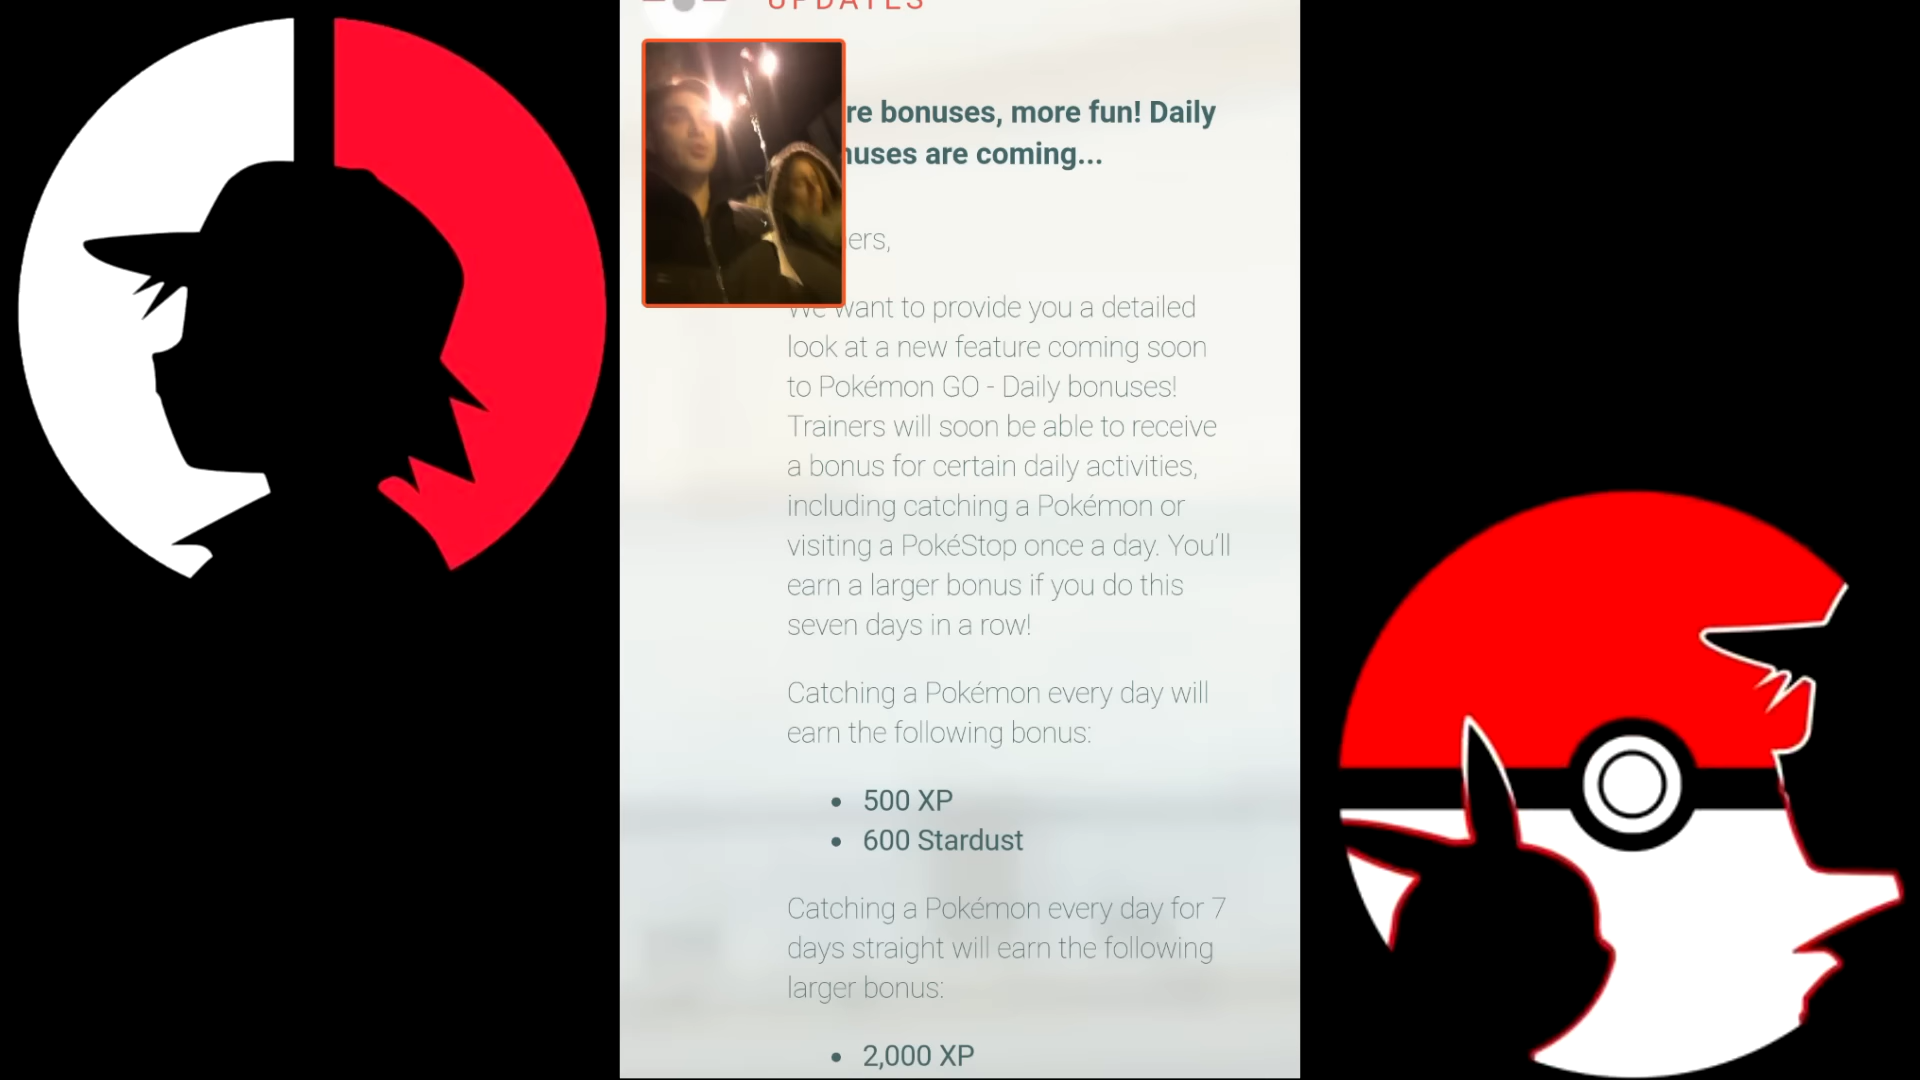 UPDATES
re bonuses, more fun! Daily
nuses are coming...
ers,
We want to provide you a detailed
look at a new feature coming soon
to Pokémon GO - Daily bonuses!
Trainers will soon be able to receive
a bonus for certain daily activities,
including catching a Pokémon or
visiting a PokéStop once a day. You’ll
earn a larger bonus if you do this
seven days in a row!
Catching a Pokémon every day will
earn the following bonus:
• 500 XP
• 600 Stardust
Catching a Pokémon every day for 7
days straight will earn the following
larger bonus:
• 2,000 XP